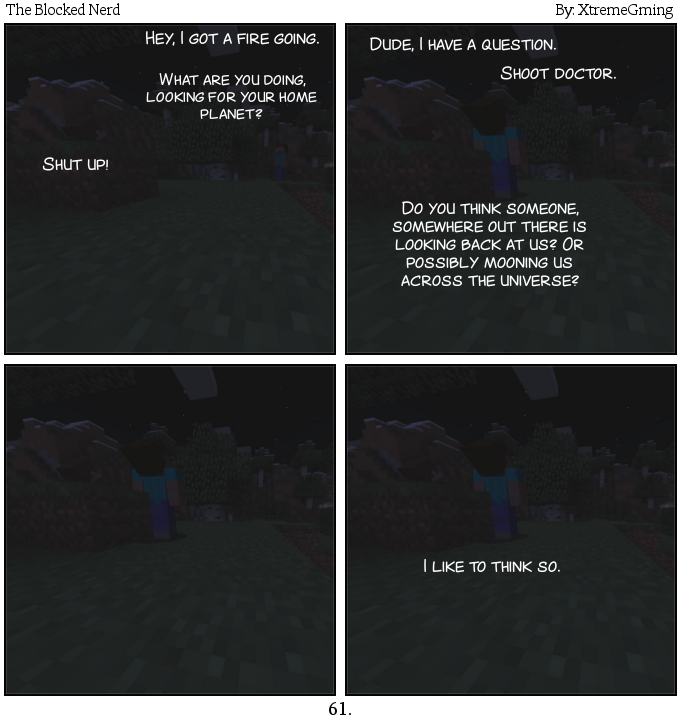 The Blocked Nerd
By: XtremeGming
Hey, I got a fire going.
What are you doing,
looking for your home
planet?
Shut up!
Dude, I have a question.
Shoot doctor.
Do you think someone,
somewhere out there is
looking back at us? Or
possibly mooning us
across the universe?
I like to think so.
61.